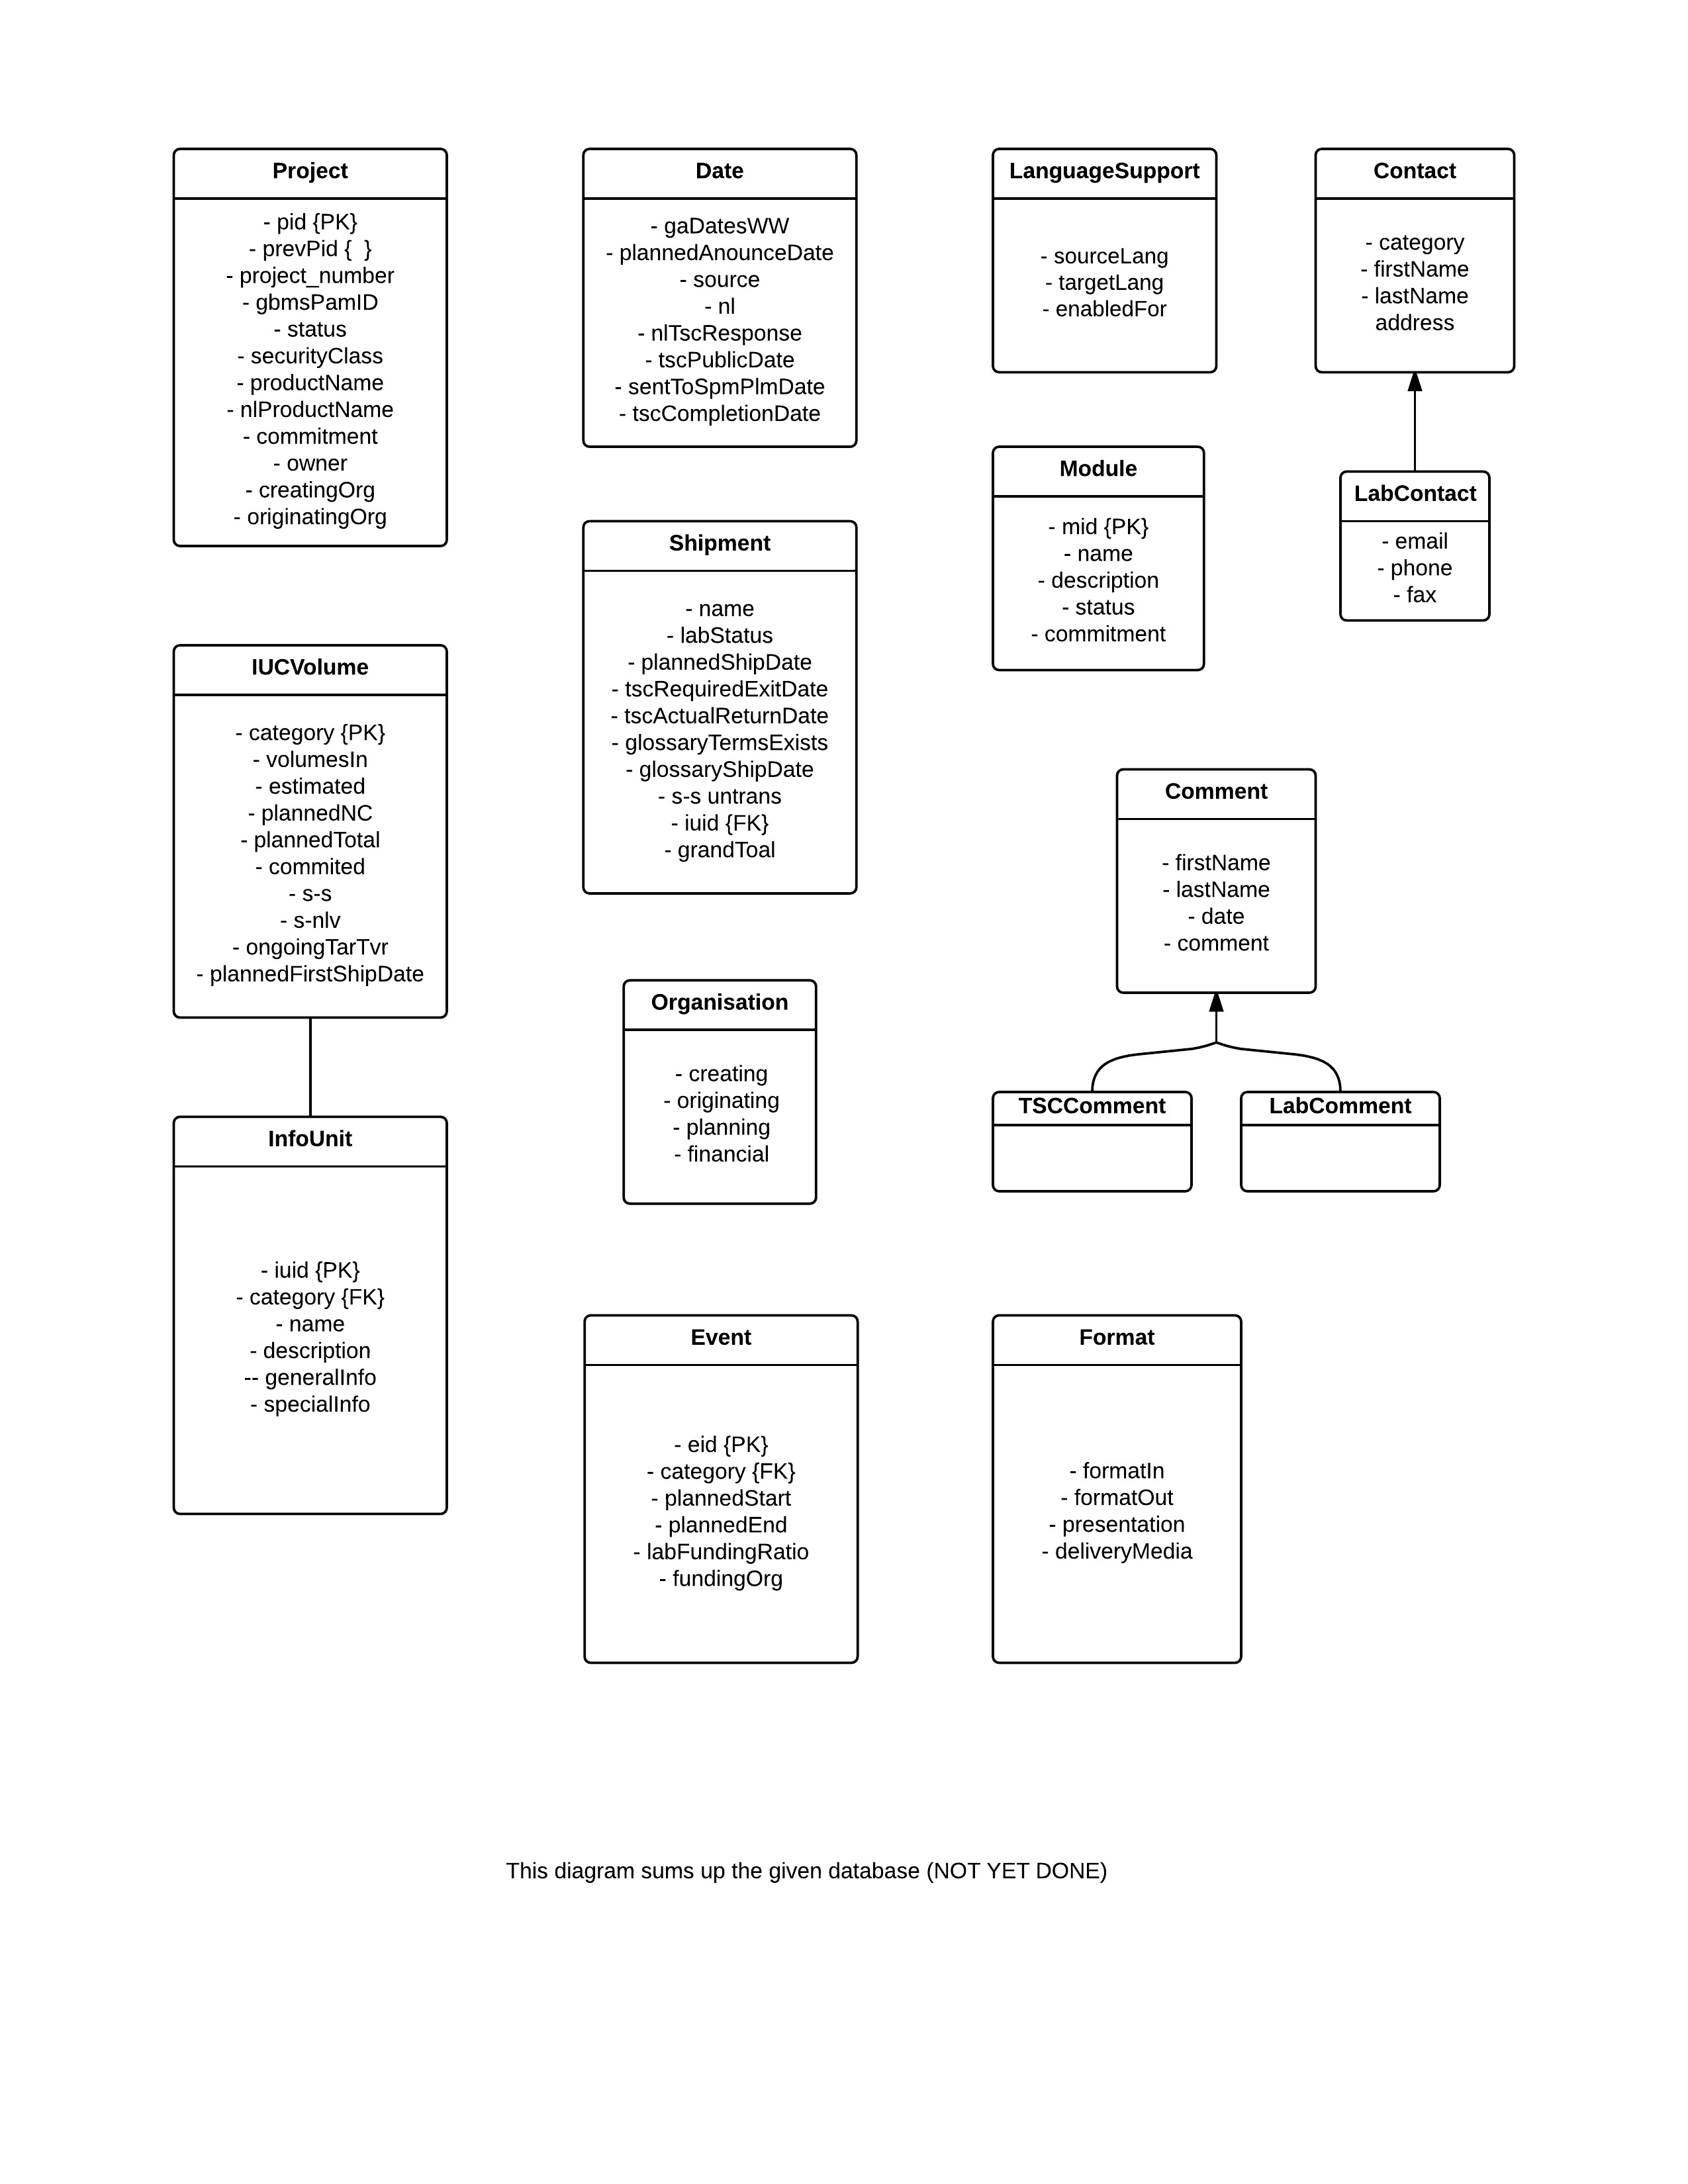 Project
- pid {PK}
- prevPid {  }
- project_number
- gbmsPamID
- status
- securityClass
- productName
- nlProductName
- commitment
- owner
- creatingOrg
- originatingOrg
Date
- gaDatesWW
- plannedAnounceDate
- source
- nl
- nlTscResponse
- tscPublicDate
- sentToSpmPlmDate
- tscCompletionDate
LanguageSupport
- sourceLang
- targetLang
- enabledFor
Contact
- category
- firstName
- lastName
address
Module
- mid {PK}
- name
- description
- status
- commitment
LabContact
- email
- phone
- fax
Shipment
- name
- labStatus
- plannedShipDate
- tscRequiredExitDate
- tscActualReturnDate
- glossaryTermsExists
- glossaryShipDate
- s-s untrans
- iuid {FK}
- grandToal
IUCVolume
- category {PK}
- volumesIn
- estimated
- plannedNC
- plannedTotal
- commited
- s-s
- s-nlv
- ongoingTarTvr
- plannedFirstShipDate
Comment
- firstName
- lastName
- date
- comment
Organisation
- creating
- originating
- planning
- financial
TSCComment
LabComment
InfoUnit
- iuid {PK}
- category {FK}
- name
- description
-- generalInfo
- specialInfo
Event
- eid {PK}
- category {FK}
- plannedStart
- plannedEnd
- labFundingRatio
- fundingOrg
Format
- formatIn
- formatOut
- presentation
- deliveryMedia
This diagram sums up the given database (NOT YET DONE)